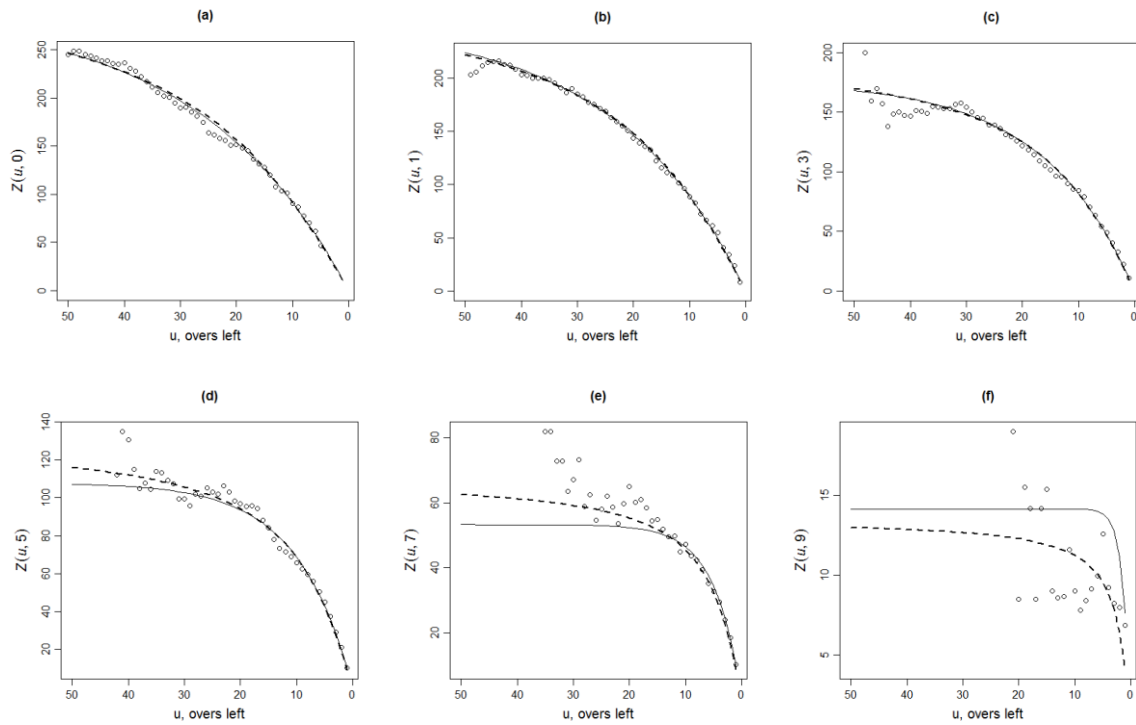 (a)
Z(u, 0)
250
200
150
100
50
0
50 40 30 20 10 0
u, overs left
(b)
Z(u, 1)
200
150
100
50
0
50 40 30 20 10 0
u, overs left
(c)
Z(u, 3)
200
150
100
50
0
50 40 30 20 10 0
u, overs left
(d)
Z(u, 5)
140
120
100
80
60
40
20
50 40 30 20 10 0
u, overs left
(e)
Z(u, 7)
80
60
40
20
50 40 30 20 10 0
u, overs left
(f)
Z(u, 9)
15
10
5
50 40 30 20 10 0
u, overs left